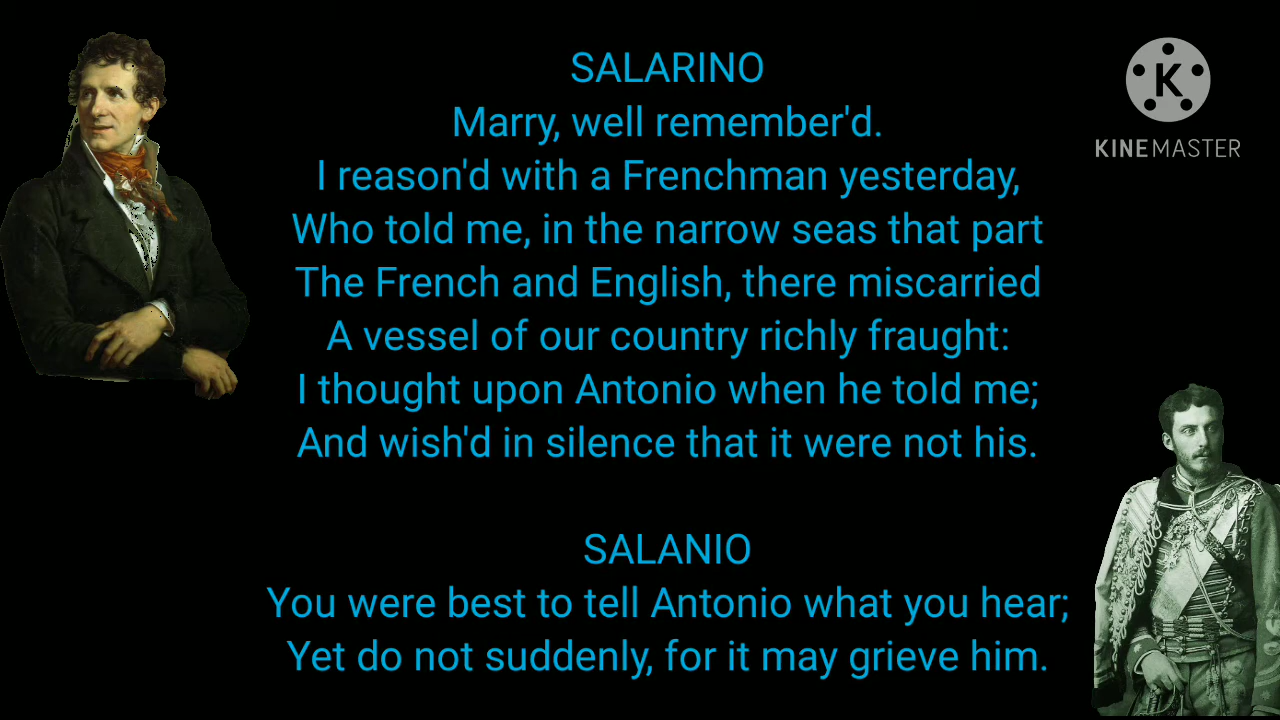 SALARINO
Marry, well remember'd.
I reason'd with a Frenchman yesterday,
Who told me, in the narrow seas that part
The French and English, there miscarried
A vessel of our country richly fraught:
I thought upon Antonio when he told me;
And wish'd in silence that it were not his.
SALANIO
You were best to tell Antonio what you hear;
Yet do not suddenly, for it may grieve him.
K
KINEMASTER